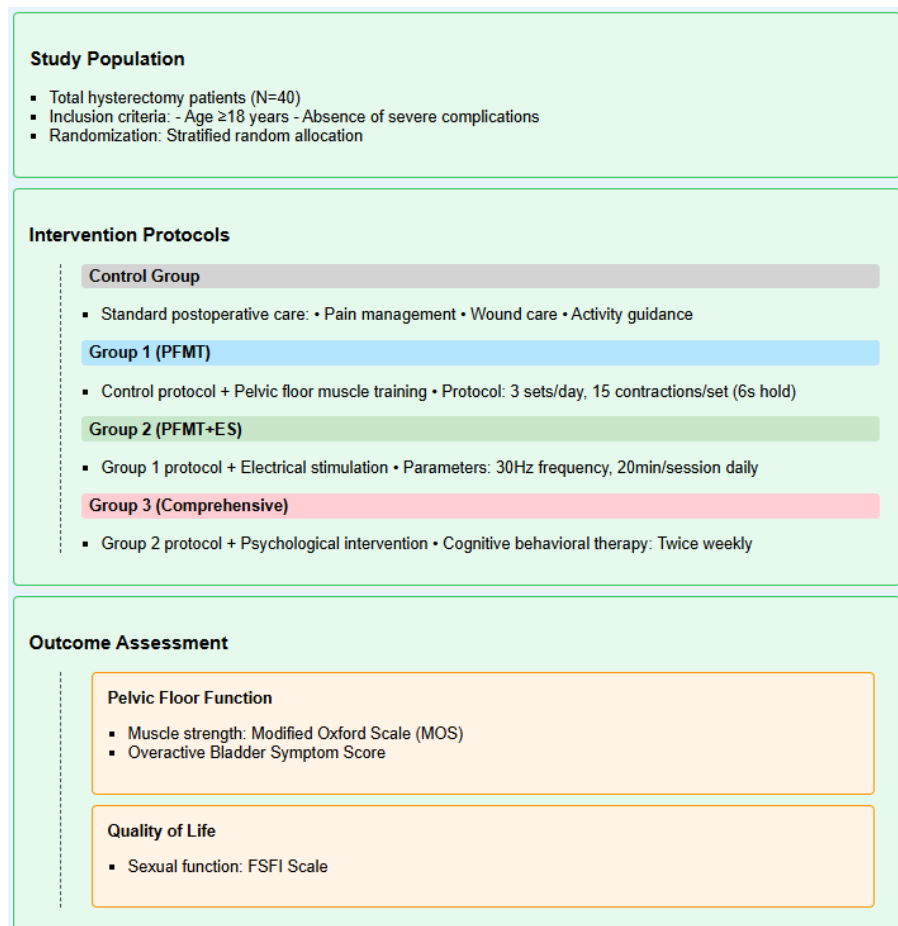 Study Population
▪ Total hysterectomy patients (N=40)
▪ Inclusion criteria: - Age ≥18 years - Absence of severe complications
▪ Randomization: Stratified random allocation
Intervention Protocols
Control Group
▪ Standard postoperative care: • Pain management • Wound care • Activity guidance
Group 1 (PFMT)
▪ Control protocol + Pelvic floor muscle training • Protocol: 3 sets/day, 15 contractions/set (6s hold)
Group 2 (PFMT+ES)
▪ Group 1 protocol + Electrical stimulation • Parameters: 30Hz frequency, 20min/session daily
Group 3 (Comprehensive)
▪ Group 2 protocol + Psychological intervention • Cognitive behavioral therapy: Twice weekly
Outcome Assessment
Pelvic Floor Function
▪ Muscle strength: Modified Oxford Scale (MOS)
▪ Overactive Bladder Symptom Score
Quality of Life
▪ Sexual function: FSFI Scale